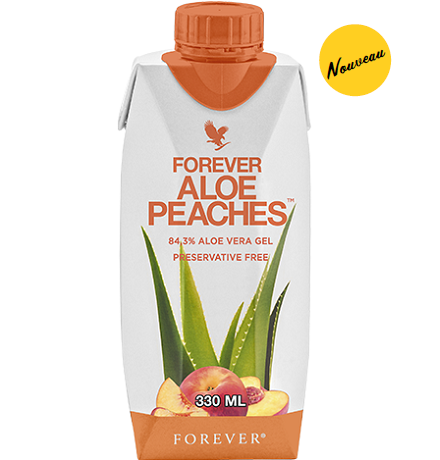 Nouveau
FOREVER
ALOE
PEACHES™
84,3% ALOE VERA GEL
PRESERVATIVE FREE
330 ML
FOREVER®